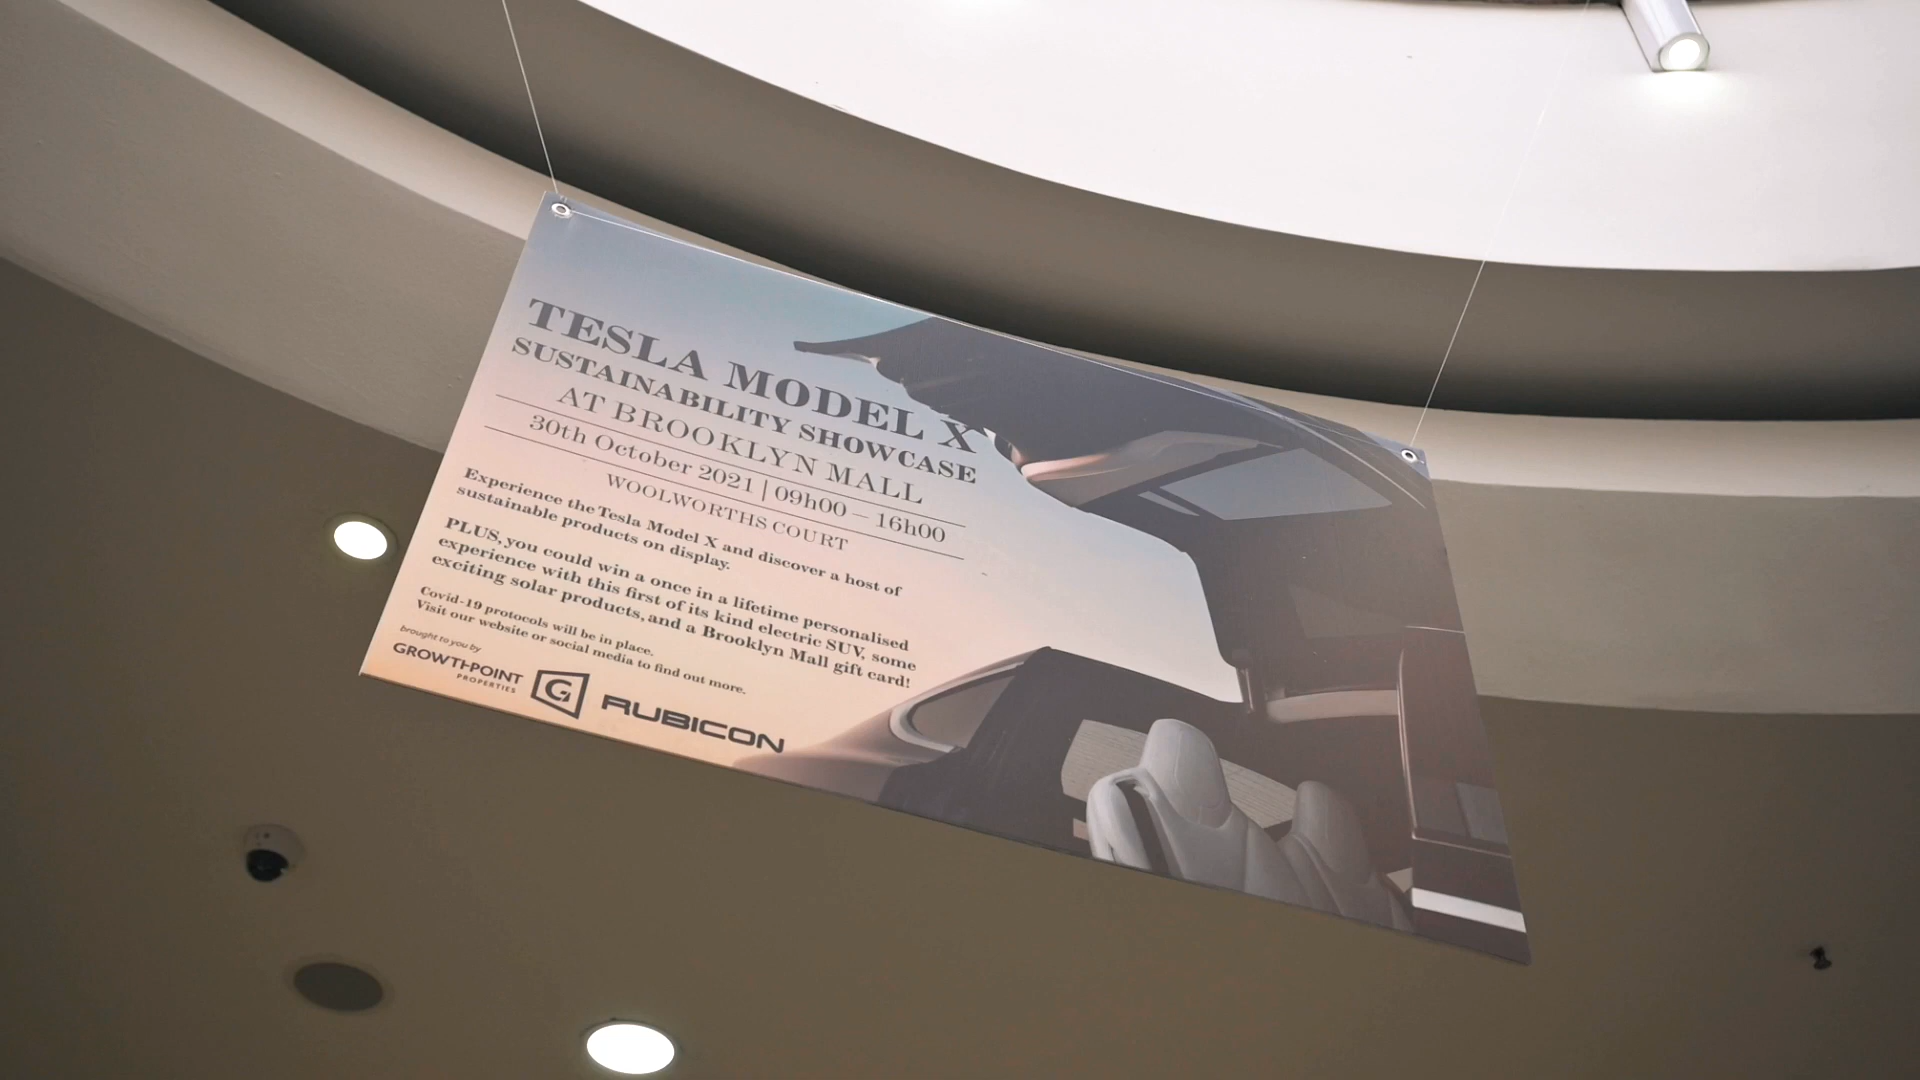 TESLA MODEL X
SUSTAINABILITY SHOWCASE
AT BROOKLYN MALL
30th October 2021 | 09h00 – 16h00
WOOLWORTHS COURT
Experience the Tesla Model X and discover a host of
sustainable products on display.
PLUS, you could win a once in a lifetime personalised
experience with this first of its kind electric SUV, some
exciting solar products, and a Brooklyn Mall gift card!
Covid-19 protocols will be in place.
Visit our website or social media to find out more.
brought to you by
GROWTHPOINT
PROPERTIES
RUBICON